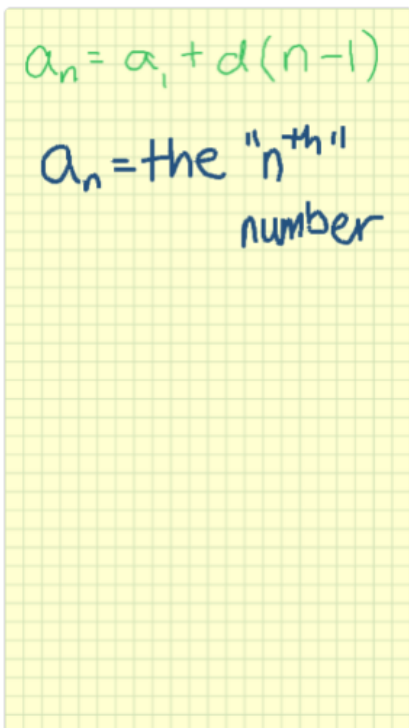 aₙ = a₁ + d(n-1)
aₙ = the "nᵗʰ"
number